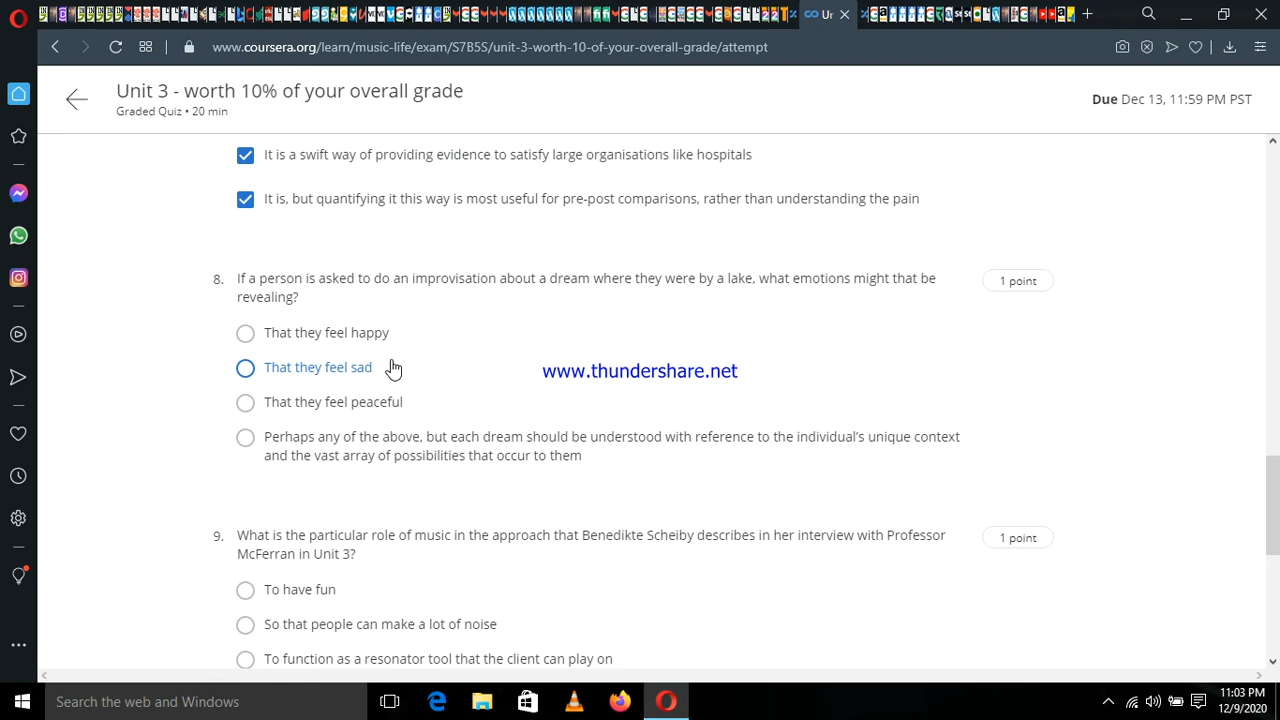 www.coursera.org/learn/music-life/exam/S7B5S/unit-3-worth-10-of-your-overall-grade/attempt
Unit 3 - worth 10% of your overall grade
Graded Quiz • 20 min
Due Dec 13, 11:59 PM PST
It is a swift way of providing evidence to satisfy large organisations like hospitals
It is, but quantifying it this way is most useful for pre-post comparisons, rather than understanding the pain
8. If a person is asked to do an improvisation about a dream where they were by a lake, what emotions might that be
revealing?
1 point
That they feel happy
That they feel sad
www.thundershare.net
That they feel peaceful
Perhaps any of the above, but each dream should be understood with reference to the individual’s unique context
and the vast array of possibilities that occur to them
9. What is the particular role of music in the approach that Benedikte Scheiby describes in her interview with Professor
McFerran in Unit 3?
1 point
To have fun
So that people can make a lot of noise
To function as a resonator tool that the client can play on
Search the web and Windows
11:03 PM
12/9/2020